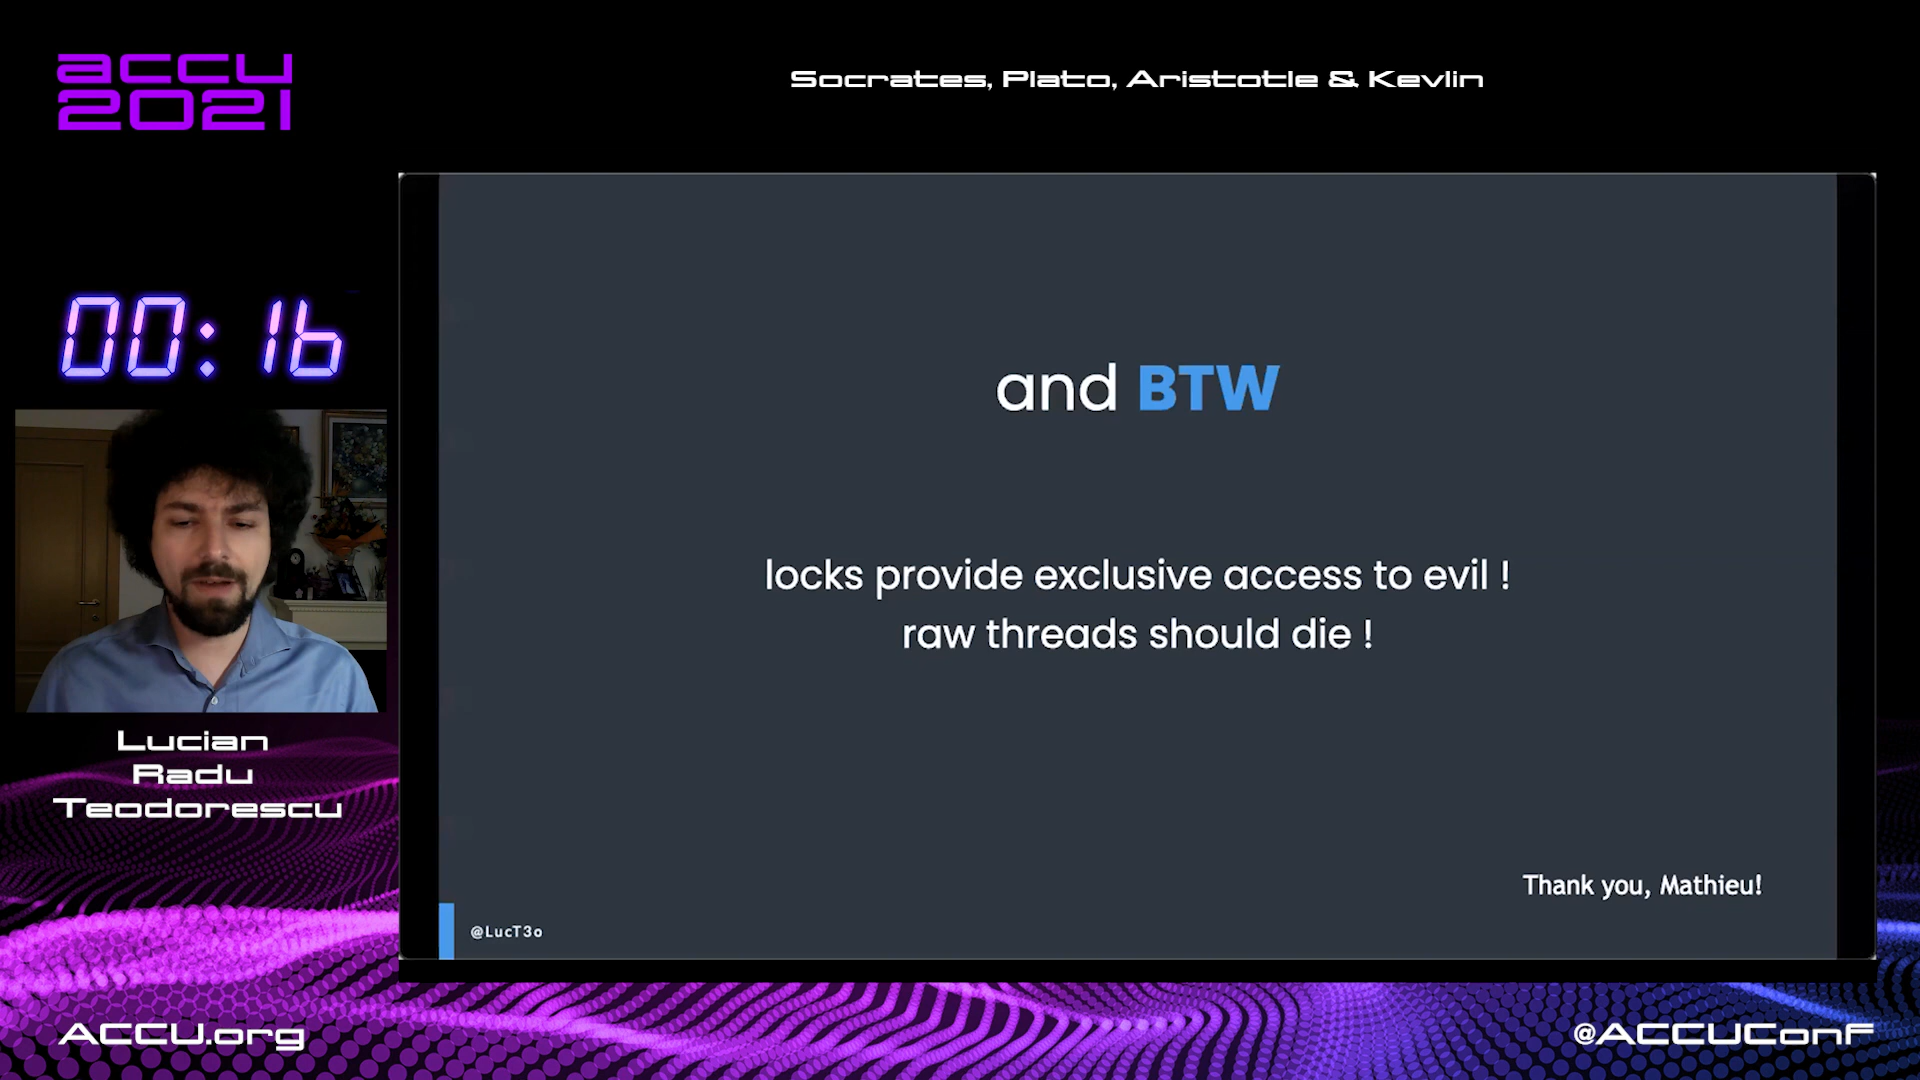 accu
2021
Socrates, Plato, Aristotle & Kevlin
00:16
and BTW
locks provide exclusive access to evil !
raw threads should die !
Thank you, Mathieu!
@LucT3o
Lucian
Radu
Teodorescu
ACCU.org
@ACCUConf